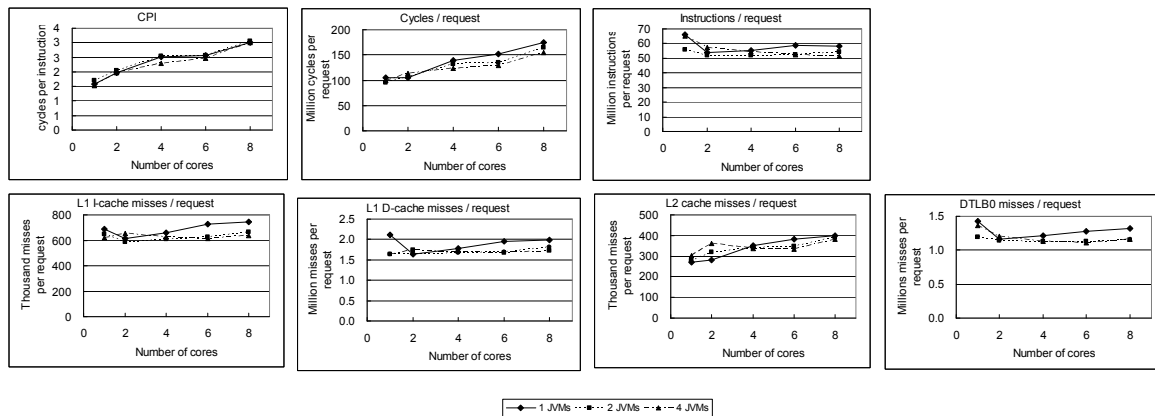 CPI
cycles per instruction
4
3
3
2
2
1
1
0
0 2 4 6 8
Number of cores
Cycles / request
Million cycles per
request
200
150
100
50
0
0 2 4 6 8
Number of cores
Instructions / request
Million instructions
per request
70
60
50
40
30
20
10
0
0 2 4 6 8
Number of cores
L1 I-cache misses / request
Thousand misses
per request
800
600
400
200
0
0 2 4 6 8
Number of cores
L1 D-cache misses / request
Million misses per
request
2.5
2.0
1.5
1.0
0.5
0.0
0 2 4 6 8
Number of cores
L2 cache misses / request
Thousand misses
per request
500
400
300
200
100
0
0 2 4 6 8
Number of cores
DTLB0 misses / request
Millions misses per
request
1.5
1.0
0.5
0.0
0 2 4 6 8
Number of cores
1 JVMs 2 JVMs 4 JVMs